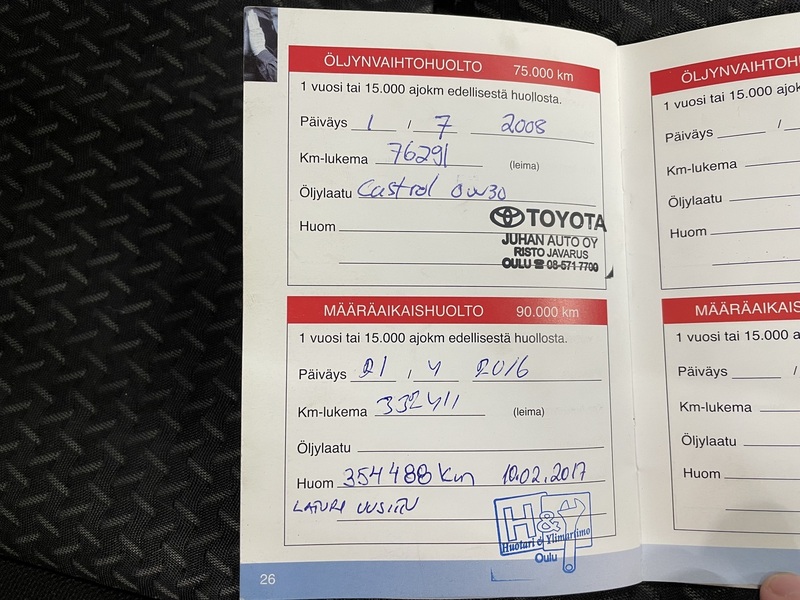 ÖLJYNVAIHTOHUOLTO 75.000 km
1 vuosi tai 15.000 ajokm edellisestä huollosta.
Päiväys 1 / 7 2008
Km-lukema 76291 (leima)
Öljylaatu Castrol 0w30
Huom
TOYOTA
JUHAN AUTO OY
RISTO JAVARUS
OULU ☎ 08-571 7700
MÄÄRÄAIKAISHUOLTO 90.000 km
1 vuosi tai 15.000 ajokm edellisestä huollosta.
Päiväys 21 / 4 2016
Km-lukema 332411 (leima)
Öljylaatu
Huom 354488 km 10.02.2017
LATURI UUSITTU
H&Y
Huotari & Ylimartimo
Oulu
26
ÖLJYNVAIHTOH
1 vuosi tai 15.000 ajok
Päiväys /
Km-lukema
Öljylaatu
Huom
MÄÄRÄAIKAIS
1 vuosi tai 15.000 a
Päiväys /
Km-lukema
Öljylaatu
Huom